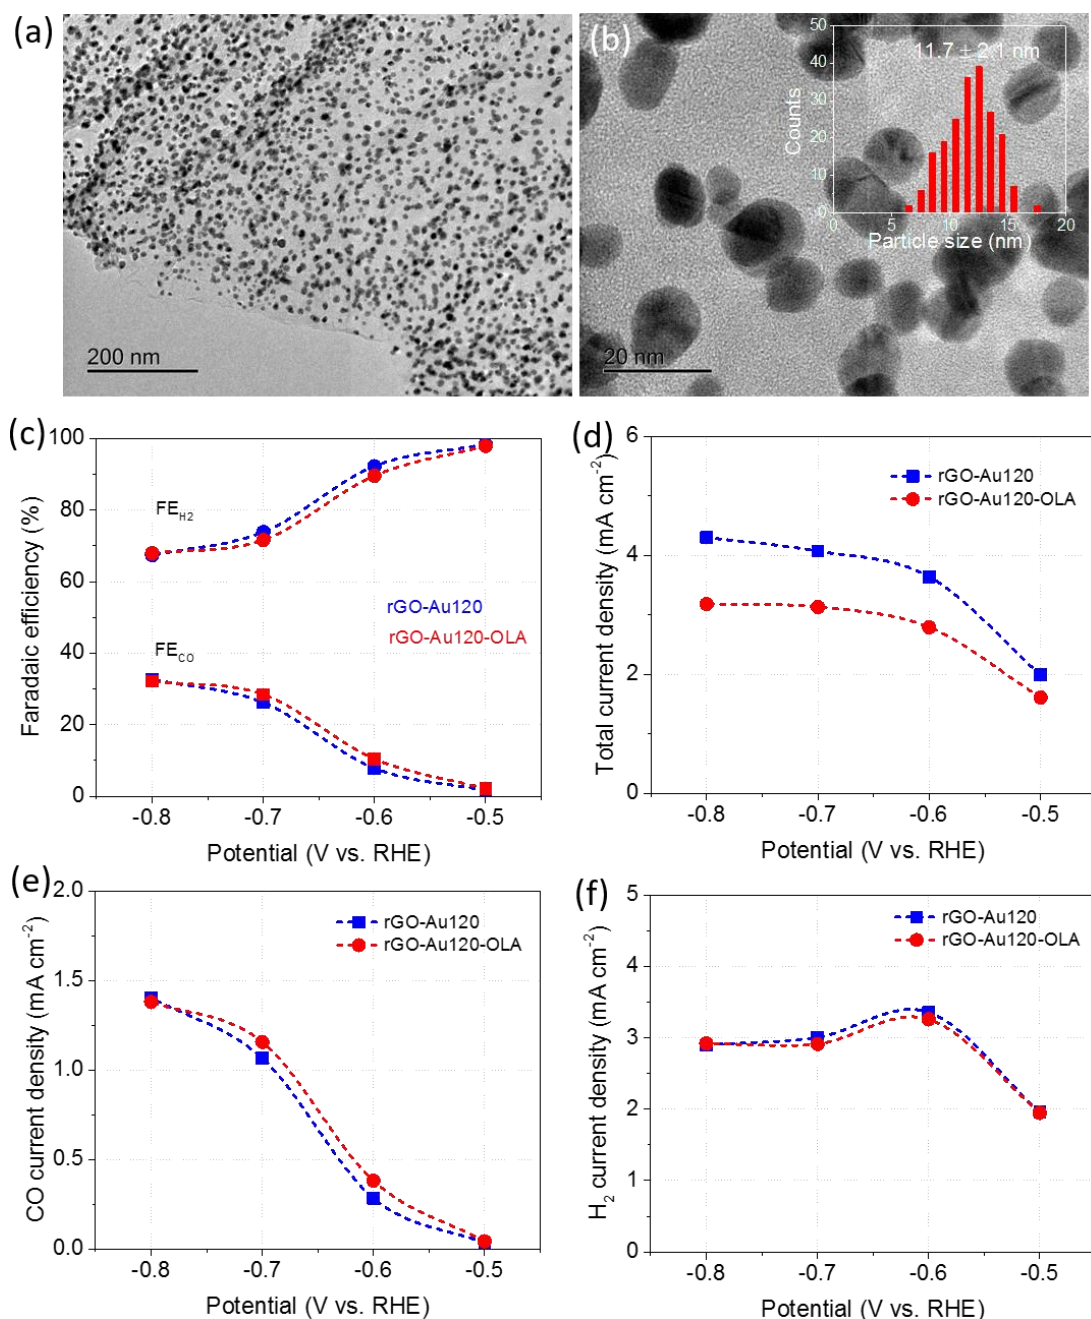 (a)
200 nm
(b)
50
40
30
20
10
0
Counts
11.7 ± 2.1 nm
0 5 10 15 20
Particle size (nm)
20 nm
(c)
100
80
60
40
20
0
Faradaic efficiency (%)
FE_H2
rGO-Au120
rGO-Au120-OLA
FE_CO
-0.8 -0.7 -0.6 -0.5
Potential (V vs. RHE)
(d)
6
4
2
0
Total current density (mA cm⁻²)
rGO-Au120
rGO-Au120-OLA
-0.8 -0.7 -0.6 -0.5
Potential (V vs. RHE)
(e)
2.0
1.5
1.0
0.5
0.0
CO current density (mA cm⁻²)
rGO-Au120
rGO-Au120-OLA
-0.8 -0.7 -0.6 -0.5
Potential (V vs. RHE)
(f)
5
4
3
2
1
0
H₂ current density (mA cm⁻²)
rGO-Au120
rGO-Au120-OLA
-0.8 -0.7 -0.6 -0.5
Potential (V vs. RHE)